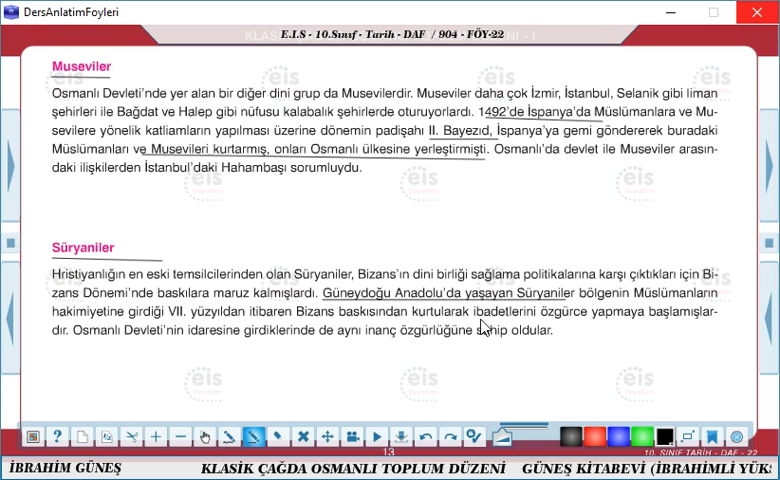 DersAnlatimFoyleri
E.I.S - 10.Sınıf - Tarih - DAF / 904 - FÖY-22
Museviler
Osmanlı Devleti’nde yer alan bir diğer dini grup da Musevilerdir. Museviler daha çok İzmir, İstanbul, Selanik gibi liman
şehirleri ile Bağdat ve Halep gibi nüfusu kalabalık şehirlerde oturuyorlardı. 1492’de İspanya’da Müslümanlara ve Mu-
sevilere yönelik katliamların yapılması üzerine dönemin padişahı II. Bayezıd, İspanya’ya gemi göndererek buradaki
Müslümanları ve Musevileri kurtarmış, onları Osmanlı ülkesine yerleştirmişti. Osmanlı’da devlet ile Museviler arasın-
daki ilişkilerden İstanbul’daki Hahambaşı sorumluydu.
Süryaniler
Hristiyanlığın en eski temsilcilerinden olan Süryaniler, Bizans’ın dini birliği sağlama politikalarına karşı çıktıkları için Bi-
zans Dönemi’nde baskılara maruz kalmışlardı. Güneydoğu Anadolu’da yaşayan Süryaniler bölgenin Müslümanların
hakimiyetine girdiği VII. yüzyıldan itibaren Bizans baskısından kurtularak ibadetlerini özgürce yapmaya başlamışlar-
dır. Osmanlı Devleti’nin idaresine girdiklerinde de aynı inanç özgürlüğüne sahip oldular.
eis
13
10. SINIF TARİH - DAF - 22
İBRAHİM GÜNEŞ KLASİK ÇAĞDA OSMANLI TOPLUM DÜZENİ GÜNEŞ KİTABEVİ (İBRAHİMLİ YÜKS